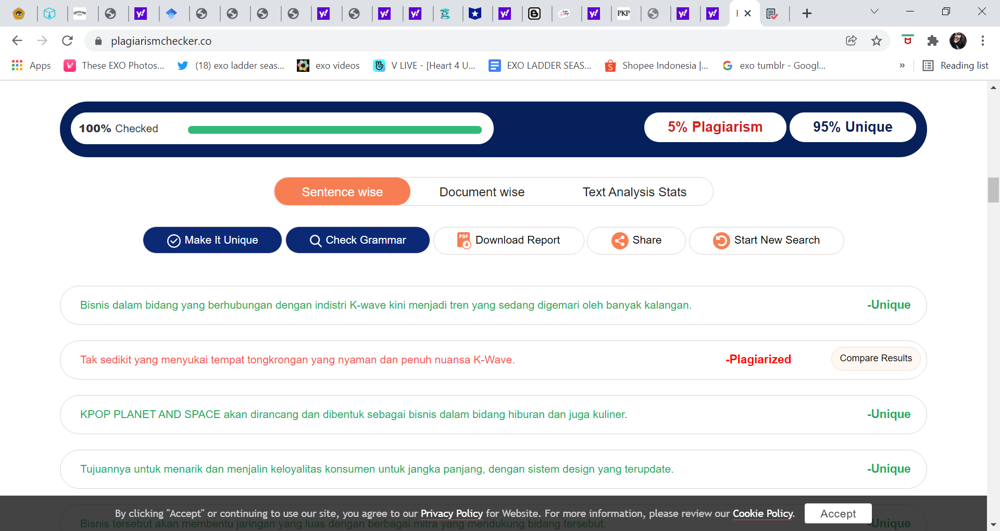 plagiarismchecker.co
Apps
These EXO Photos...
(18) exo ladder seas...
exo videos
V LIVE - [Heart 4 U...
EXO LADDER SEAS...
Shopee Indonesia |...
exo tumblr - Googl...
»
Reading list
100% Checked
5% Plagiarism
95% Unique
Sentence wise
Document wise
Text Analysis Stats
Make It Unique
Check Grammar
PDF
Download Report
Share
Start New Search
Bisnis dalam bidang yang berhubungan dengan indistri K-wave kini menjadi tren yang sedang digemari oleh banyak kalangan.
-Unique
Tak sedikit yang menyukai tempat tongkrongan yang nyaman dan penuh nuansa K-Wave.
-Plagiarized
Compare Results
KPOP PLANET AND SPACE akan dirancang dan dibentuk sebagai bisnis dalam bidang hiburan dan juga kuliner.
-Unique
Tujuannya untuk menarik dan menjalin keloyalitas konsumen untuk jangka panjang, dengan sistem design yang terupdate.
-Unique
By clicking "Accept" or continuing to use our site, you agree to our Privacy Policy for Website. For more information, please review our Cookie Policy.
Accept
Bisnis tersebut akan membentu jaringan yang luas dengan berbagai mitra yang mendukung bidang tersebut.
-Unique